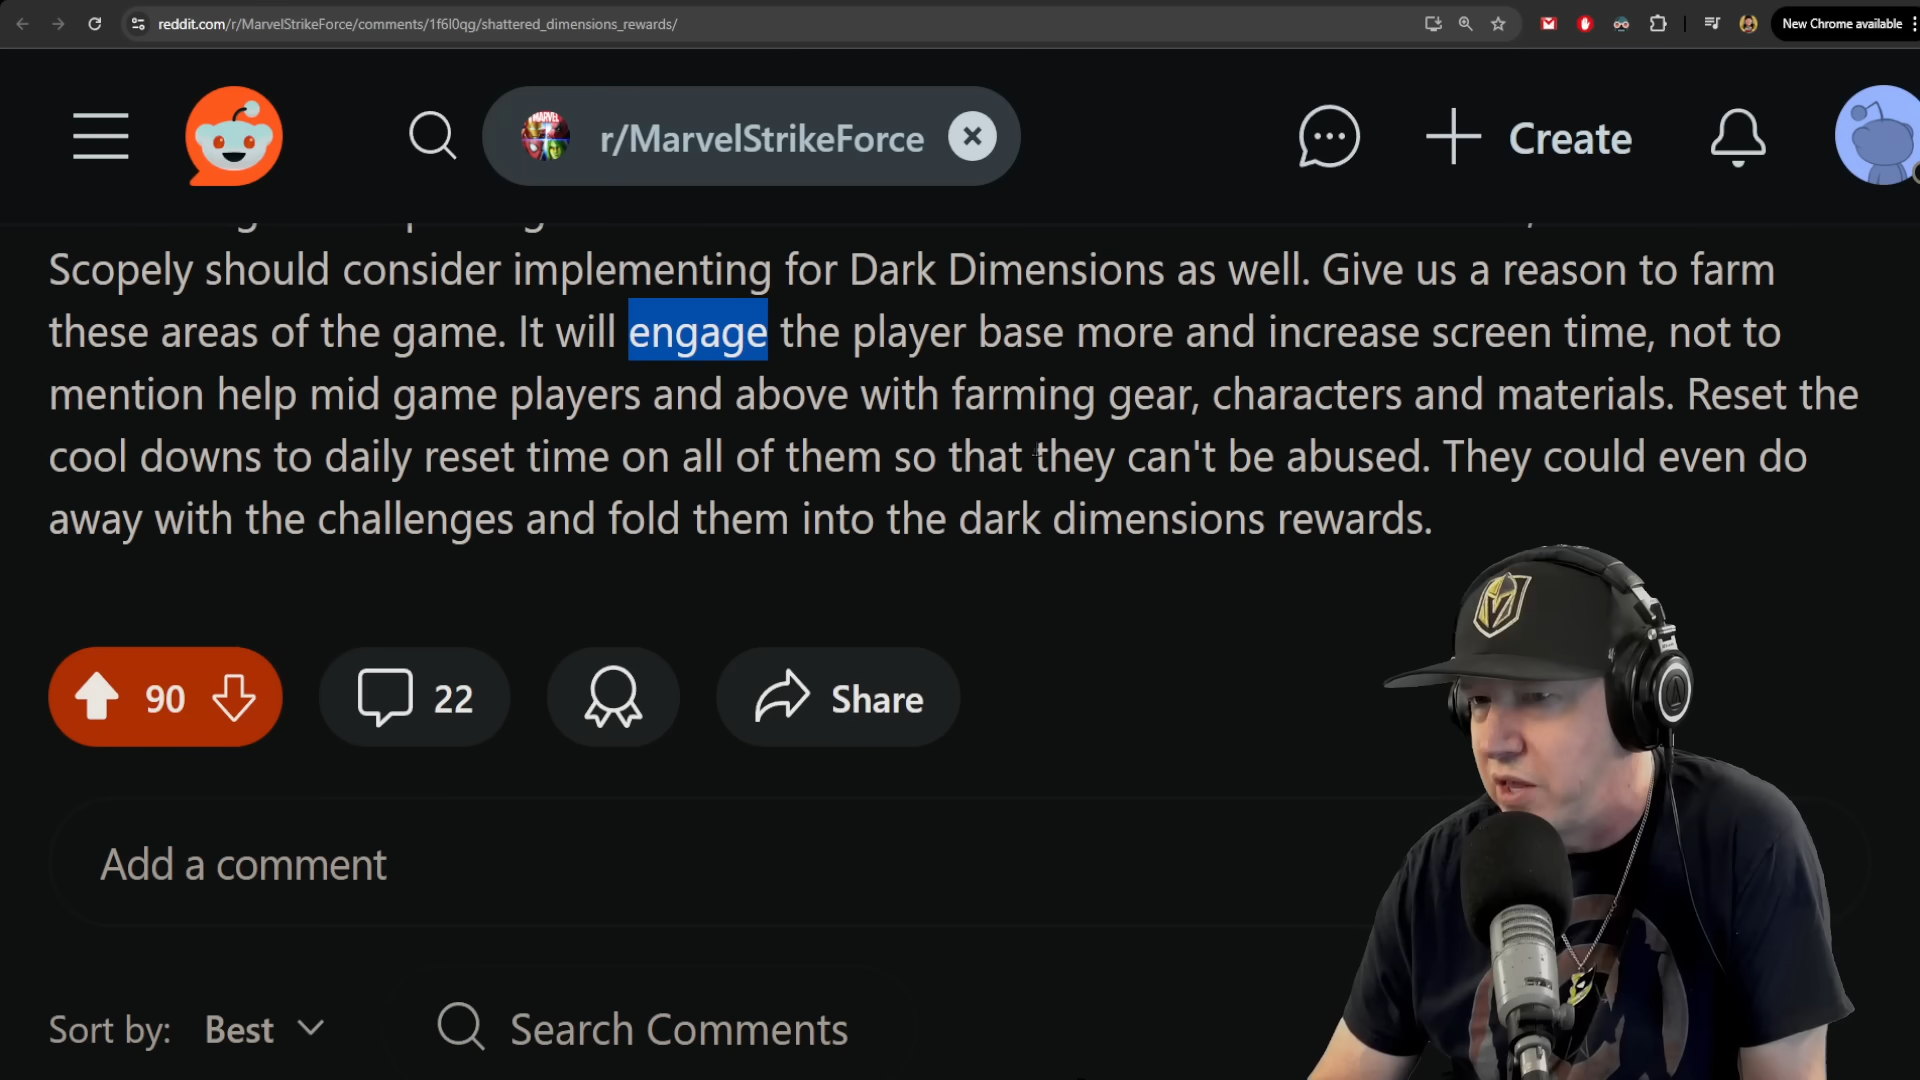 reddit.com/r/MarvelStrikeForce/comments/1f6l0qg/shattered_dimensions_rewards/
New Chrome available
r/MarvelStrikeForce
Create
Scopely should consider implementing for Dark Dimensions as well. Give us a reason to farm
these areas of the game. It will engage the player base more and increase screen time, not to
mention help mid game players and above with farming gear, characters and materials. Reset the
cool downs to daily reset time on all of them so that they can't be abused. They could even do
away with the challenges and fold them into the dark dimensions rewards.
90
22
Share
Add a comment
Sort by: Best
Search Comments